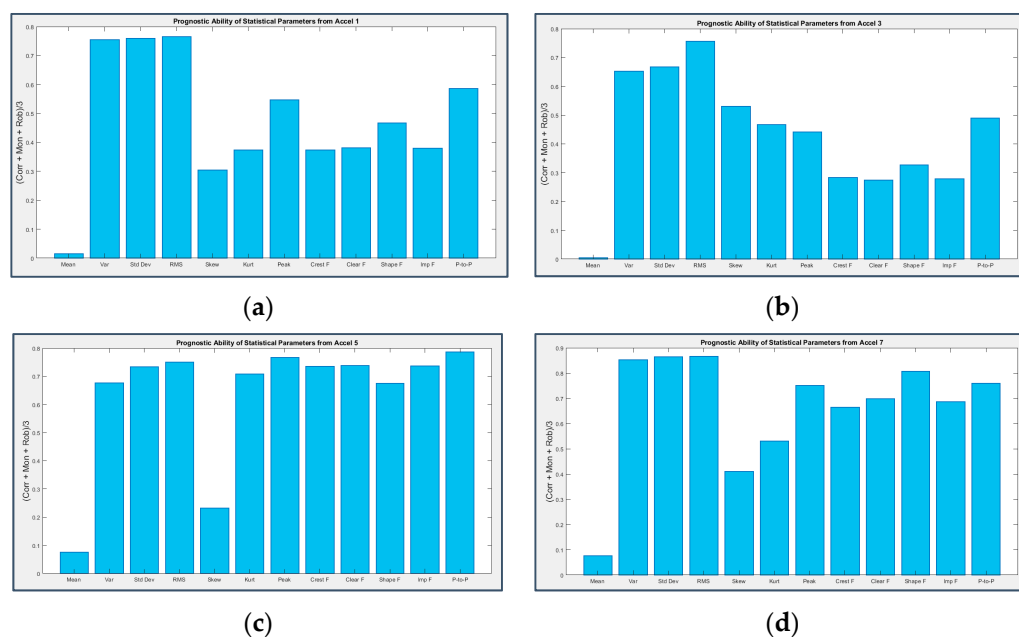 Prognostic Ability of Statistical Parameters from Accel 1
(Corr + Mon + Rob)/3
0.8
0.7
0.6
0.5
0.4
0.3
0.2
0.1
0
Mean Var Std Dev RMS Skew Kurt Peak Crest F Clear F Shape F Imp F P-to-P
(a)
Prognostic Ability of Statistical Parameters from Accel 3
(Corr + Mon + Rob)/3
0.8
0.7
0.6
0.5
0.4
0.3
0.2
0.1
0
Mean Var Std Dev RMS Skew Kurt Peak Crest F Clear F Shape F Imp F P-to-P
(b)
Prognostic Ability of Statistical Parameters from Accel 5
(Corr + Mon + Rob)/3
0.8
0.7
0.6
0.5
0.4
0.3
0.2
0.1
0
Mean Var Std Dev RMS Skew Kurt Peak Crest F Clear F Shape F Imp F P-to-P
(c)
Prognostic Ability of Statistical Parameters from Accel 7
(Corr + Mon + Rob)/3
0.9
0.8
0.7
0.6
0.5
0.4
0.3
0.2
0.1
0
Mean Var Std Dev RMS Skew Kurt Peak Crest F Clear F Shape F Imp F P-to-P
(d)